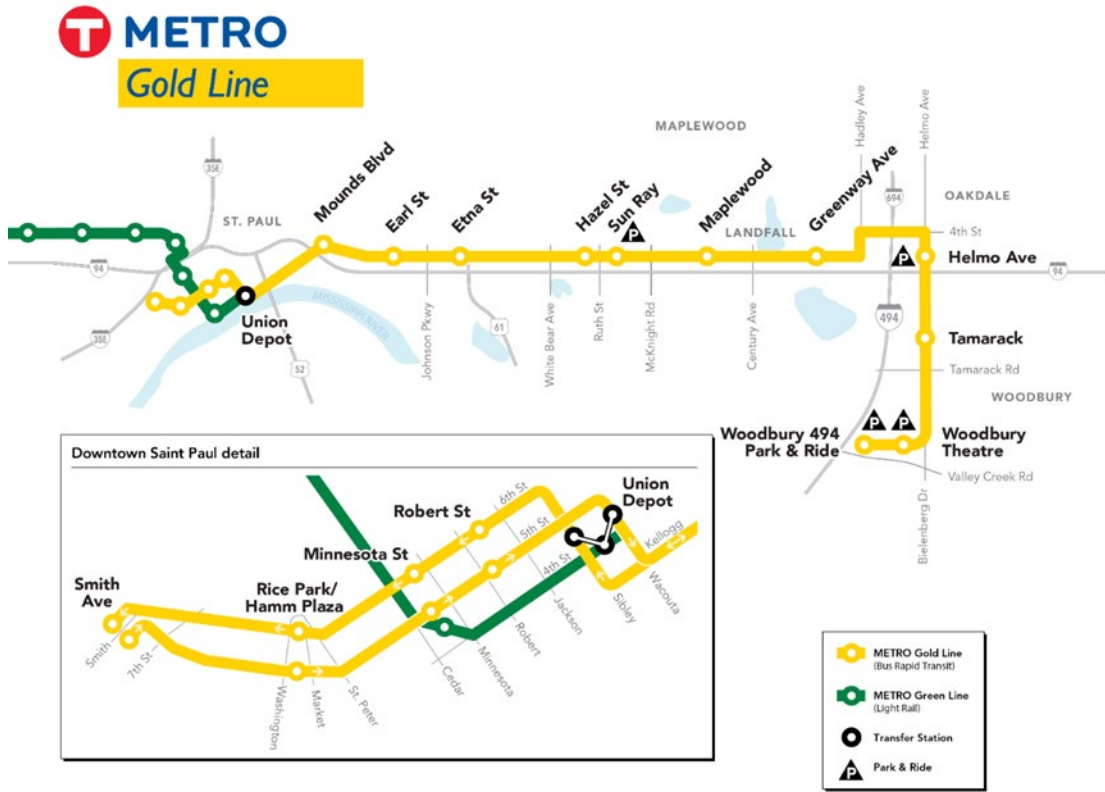 T METRO
Gold Line
MAPLEWOOD
Hadley Ave
Helmo Ave
35E
ST. PAUL
Mounds Blvd
Earl St
Etna St
Hazel St
Sun Ray
P
Maplewood
LANDFALL
Greenway Ave
694
OAKDALE
4th St
94
P
Helmo Ave
94
MISSISSIPPI RIVER
Union
Depot
35E
52
61
Johnson Pkwy
White Bear Ave
Ruth St
McKnight Rd
Century Ave
494
Tamarack
Tamarack Rd
WOODBURY
P
P
Woodbury 494
Park & Ride
Woodbury
Theatre
Valley Creek Rd
Bielenberg Dr
Downtown Saint Paul detail
Union
Depot
6th St
Robert St
5th St
Kellogg
Minnesota St
4th St
Wacouta
Smith
Ave
Rice Park/
Hamm Plaza
Jackson
Sibley
Smith
7th St
Robert
Minnesota
Cedar
St. Peter
Market
Washington
METRO Gold Line
(Bus Rapid Transit)
METRO Green Line
(Light Rail)
Transfer Station
P
Park & Ride